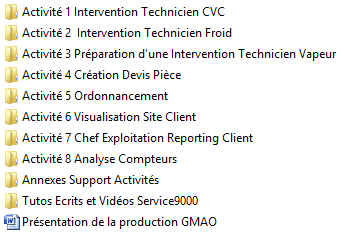 Activité 1 Intervention Technicien CVC
Activité 2  Intervention Technicien Froid
Activité 3 Préparation d'une Intervention Technicien Vapeur
Activité 4 Création Devis Pièce
Activité 5 Ordonnancement
Activité 6 Visualisation Site Client
Activité 7 Chef Exploitation Reporting Client
Activité 8 Analyse Compteurs
Annexes Support Activités
Tutos Ecrits et Vidéos Service9000
Présentation de la production GMAO